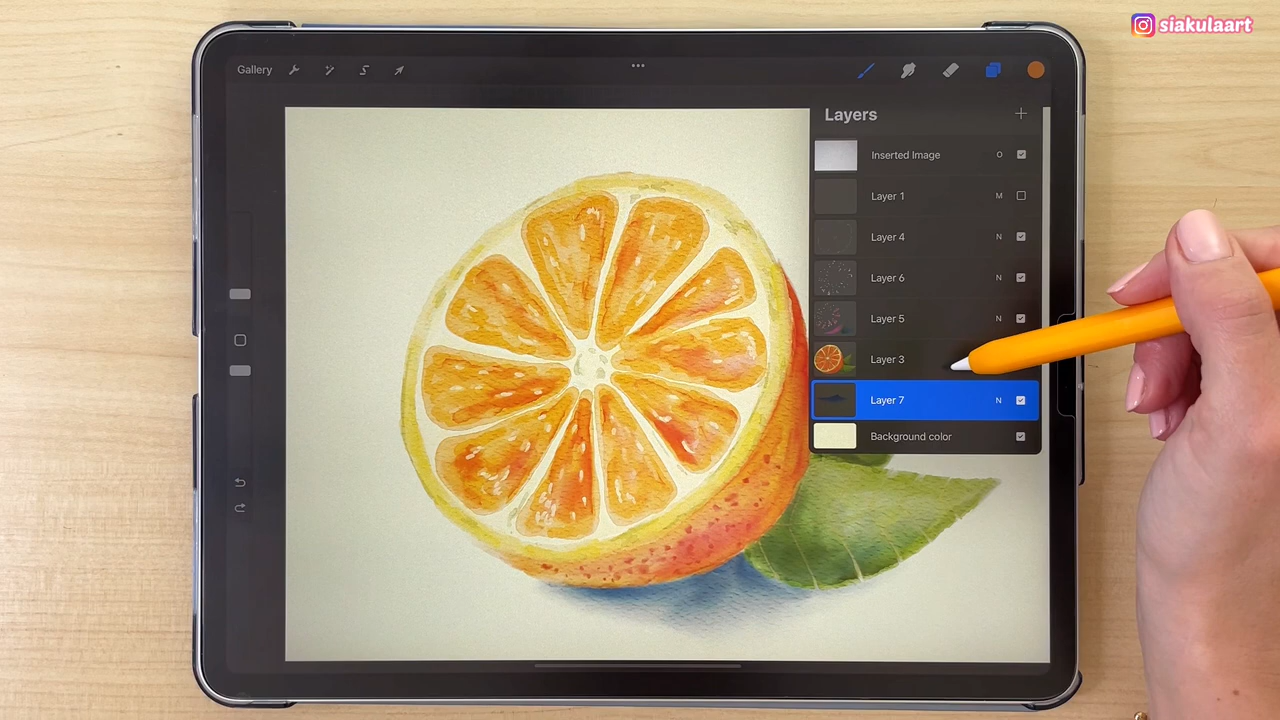 siakulaart
Gallery
Layers
Inserted Image O
Layer 1 M
Layer 4 N
Layer 6 N
Layer 5 N
Layer 3
Layer 7 N
Background color